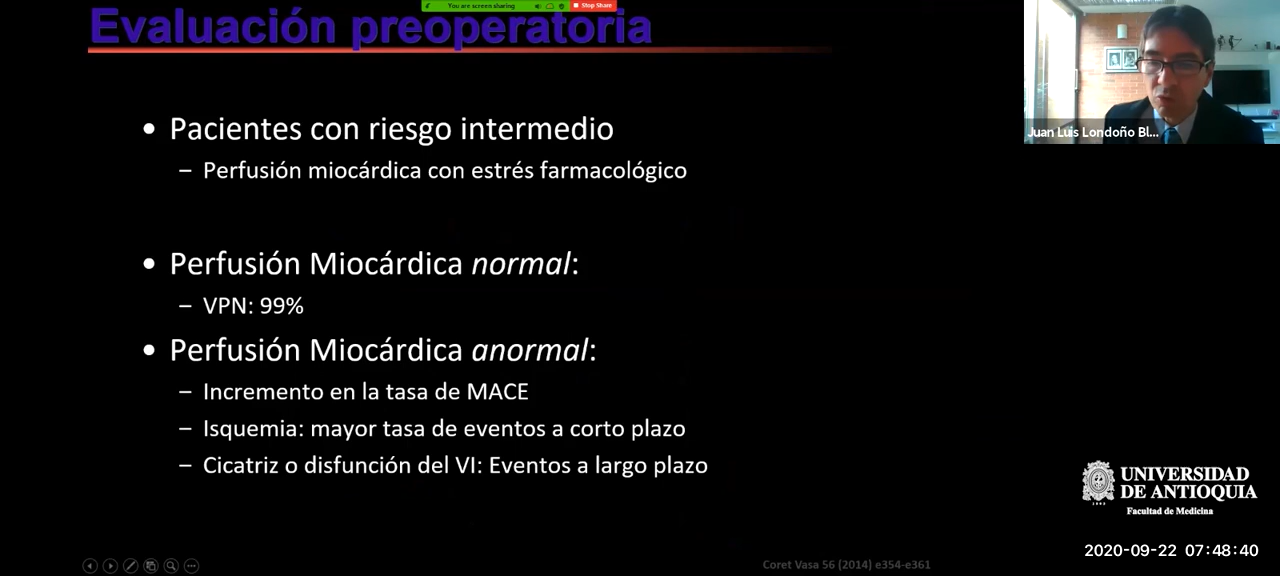 You are screen sharing
Stop Share
Evaluación preoperatoria
• Pacientes con riesgo intermedio
– Perfusión miocárdica con estrés farmacológico
• Perfusión Miocárdica normal:
– VPN: 99%
• Perfusión Miocárdica anormal:
– Incremento en la tasa de MACE
– Isquemia: mayor tasa de eventos a corto plazo
– Cicatriz o disfunción del VI: Eventos a largo plazo
Coret Vasa 56 (2014) e354-e361
Juan Luis Londoño Bl...
UNIVERSIDAD
DE ANTIOQUIA
Facultad de Medicina
2020-09-22 07:48:40